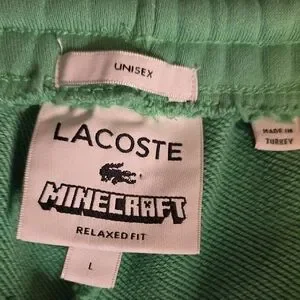 UNISEX
LACOSTE
MINECRAFT
RELAXED FIT
L
MADE IN
TURKEY